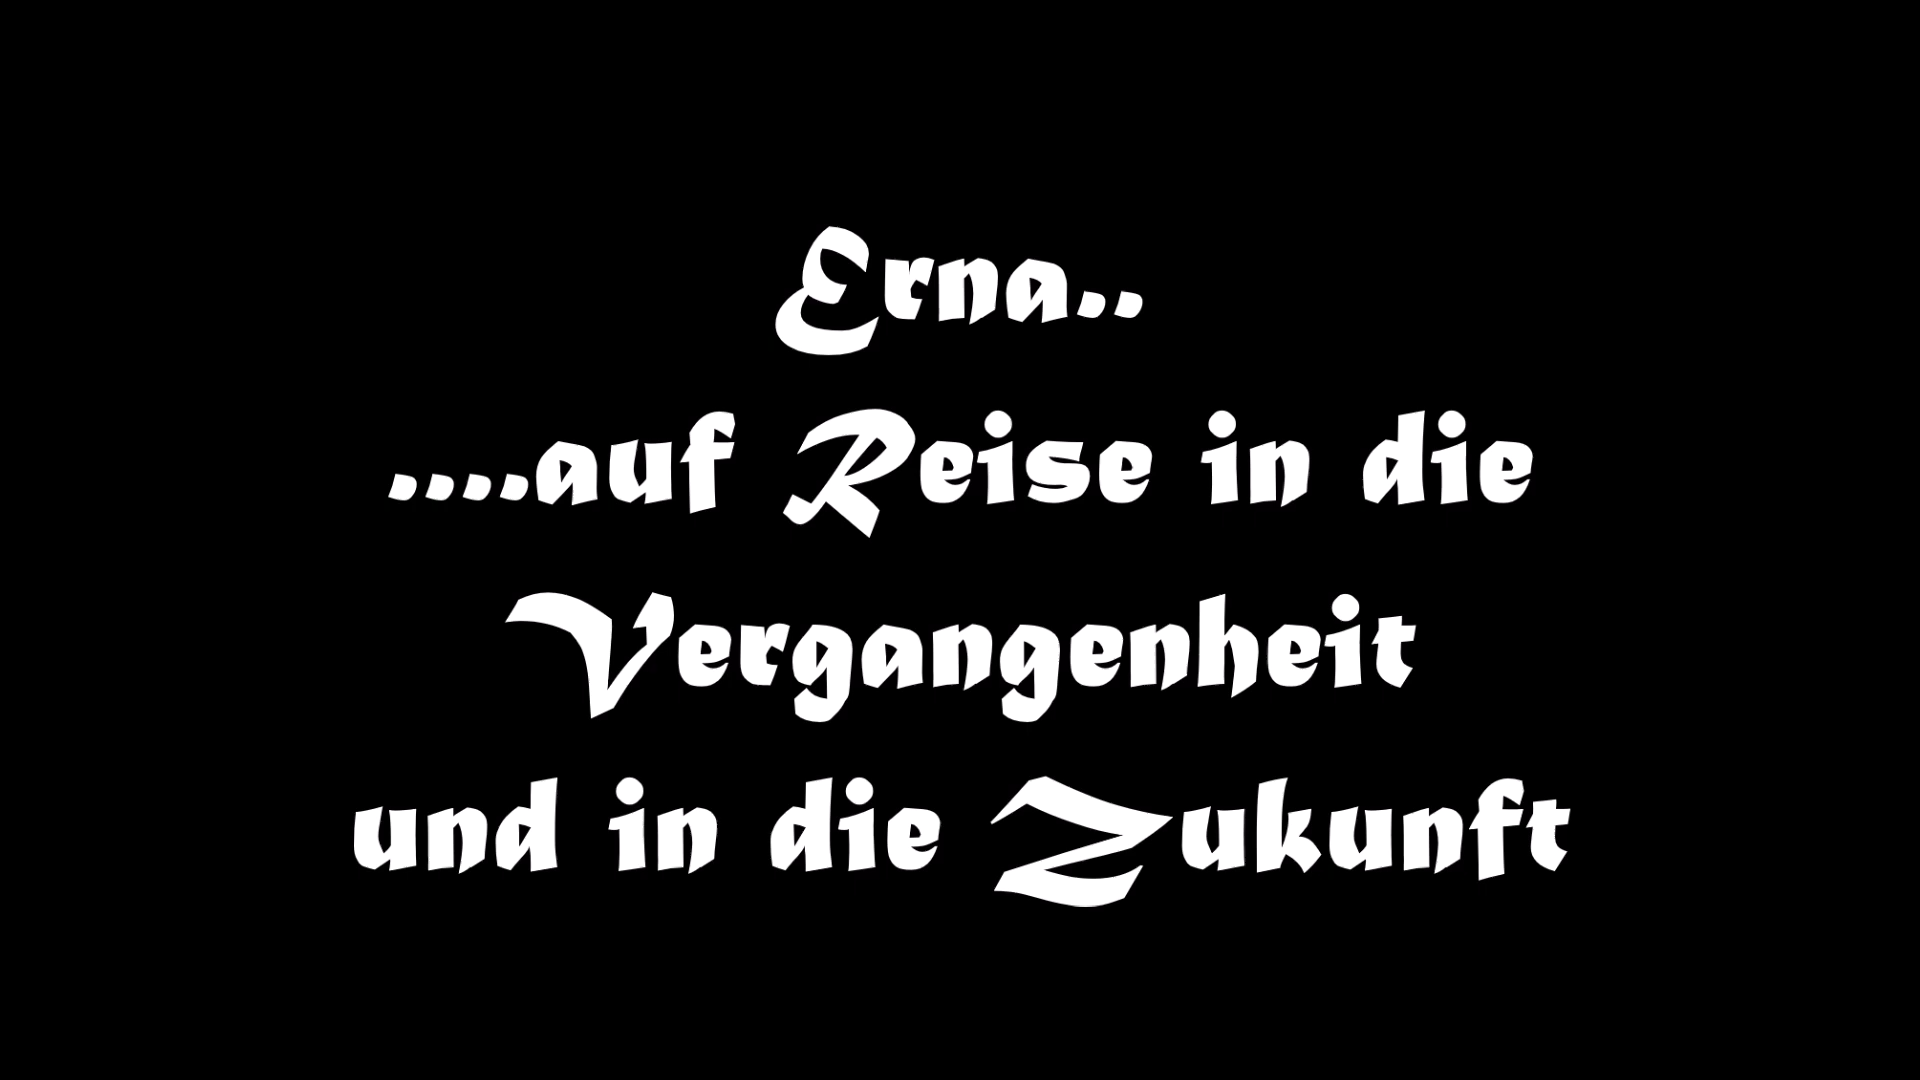 Erna..
....auf Reise in die
Vergangenheit
und in die Zukunft